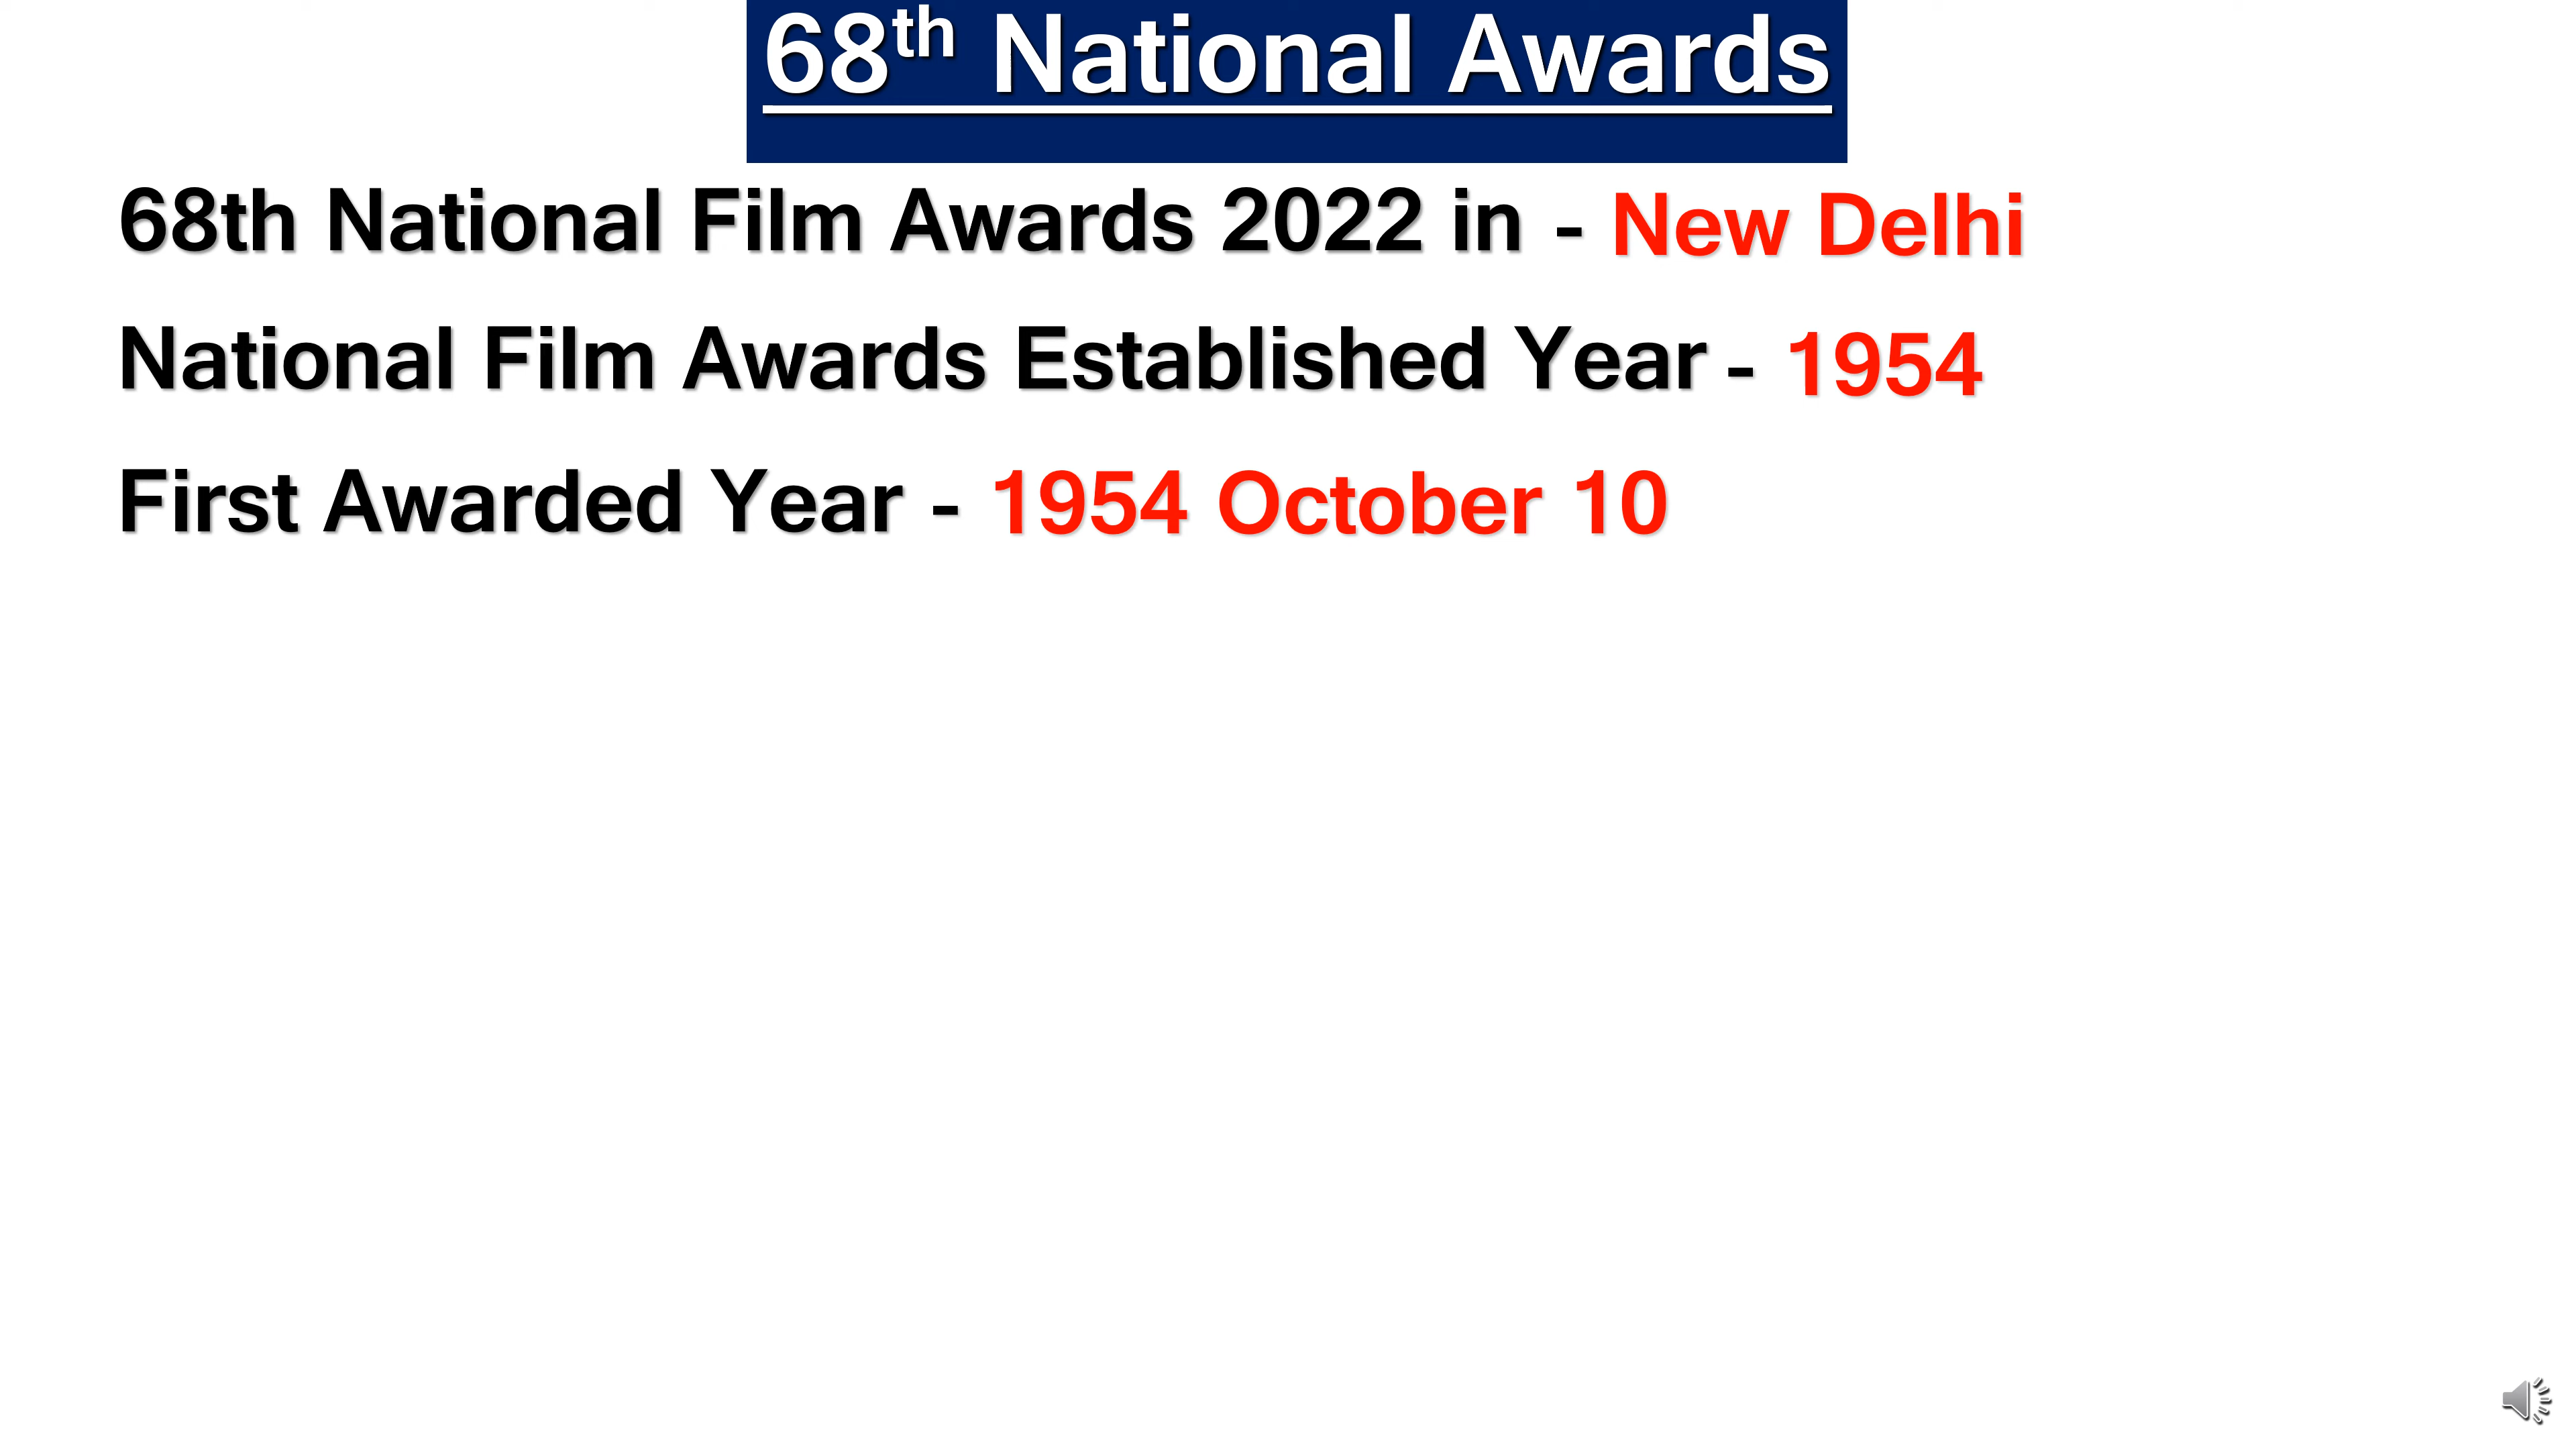 68th National Awards
68th National Film Awards 2022 in - New Delhi
National Film Awards Established Year - 1954
First Awarded Year - 1954 October 10